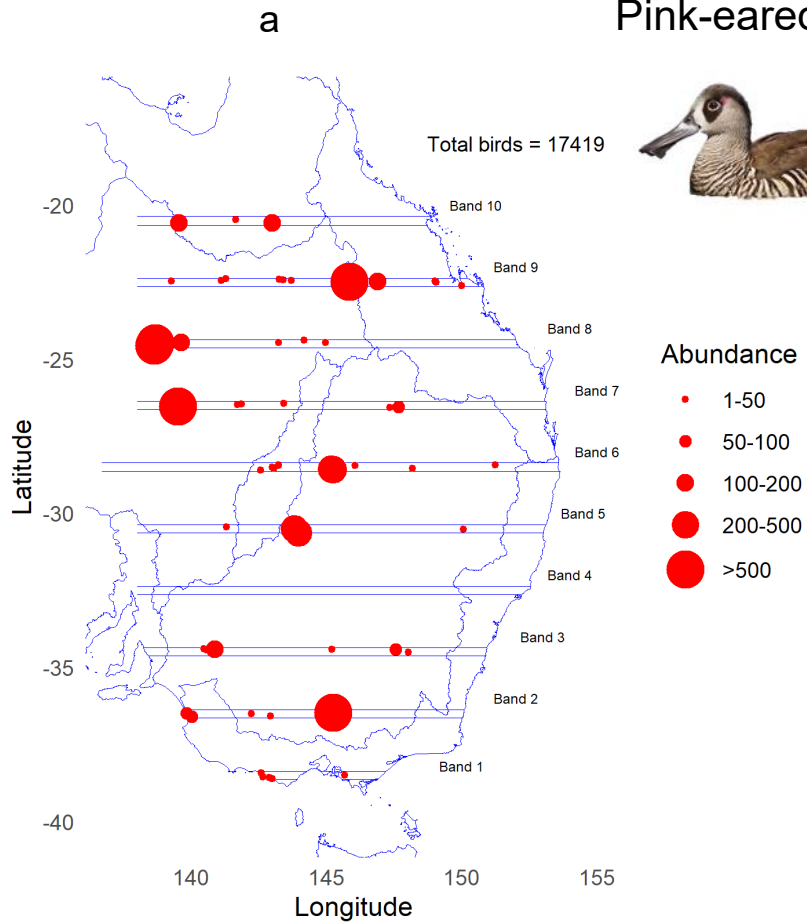 a
Pink-eared
Total birds = 17419
-20
Band 10
Band 9
Band 8
-25
Abundance
Band 7
1-50
50-100
Band 6
Latitude
100-200
-30
Band 5
200-500
Band 4
>500
Band 3
-35
Band 2
Band 1
-40
140 145 150 155
Longitude